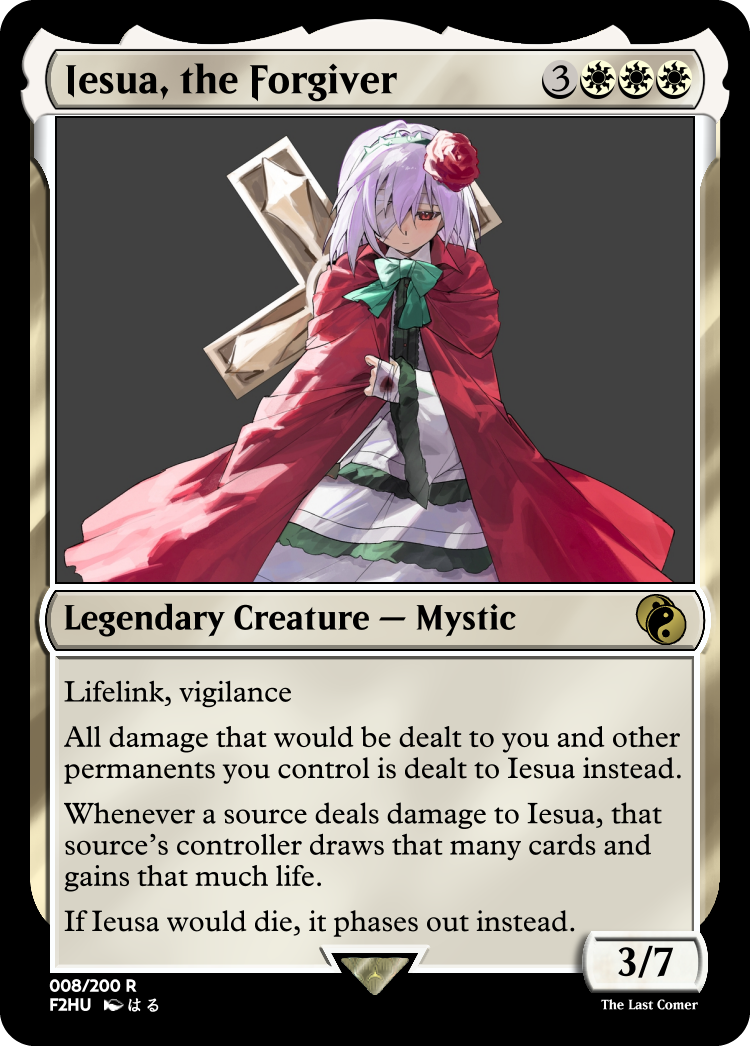 Iesua, the Forgiver 3
Legendary Creature — Mystic
Lifelink, vigilance
All damage that would be dealt to you and other
permanents you control is dealt to Iesua instead.
Whenever a source deals damage to Iesua, that
source's controller draws that many cards and
gains that much life.
If Ieusa would die, it phases out instead.
3/7
008/200 R
F2HU はる
The Last Comer